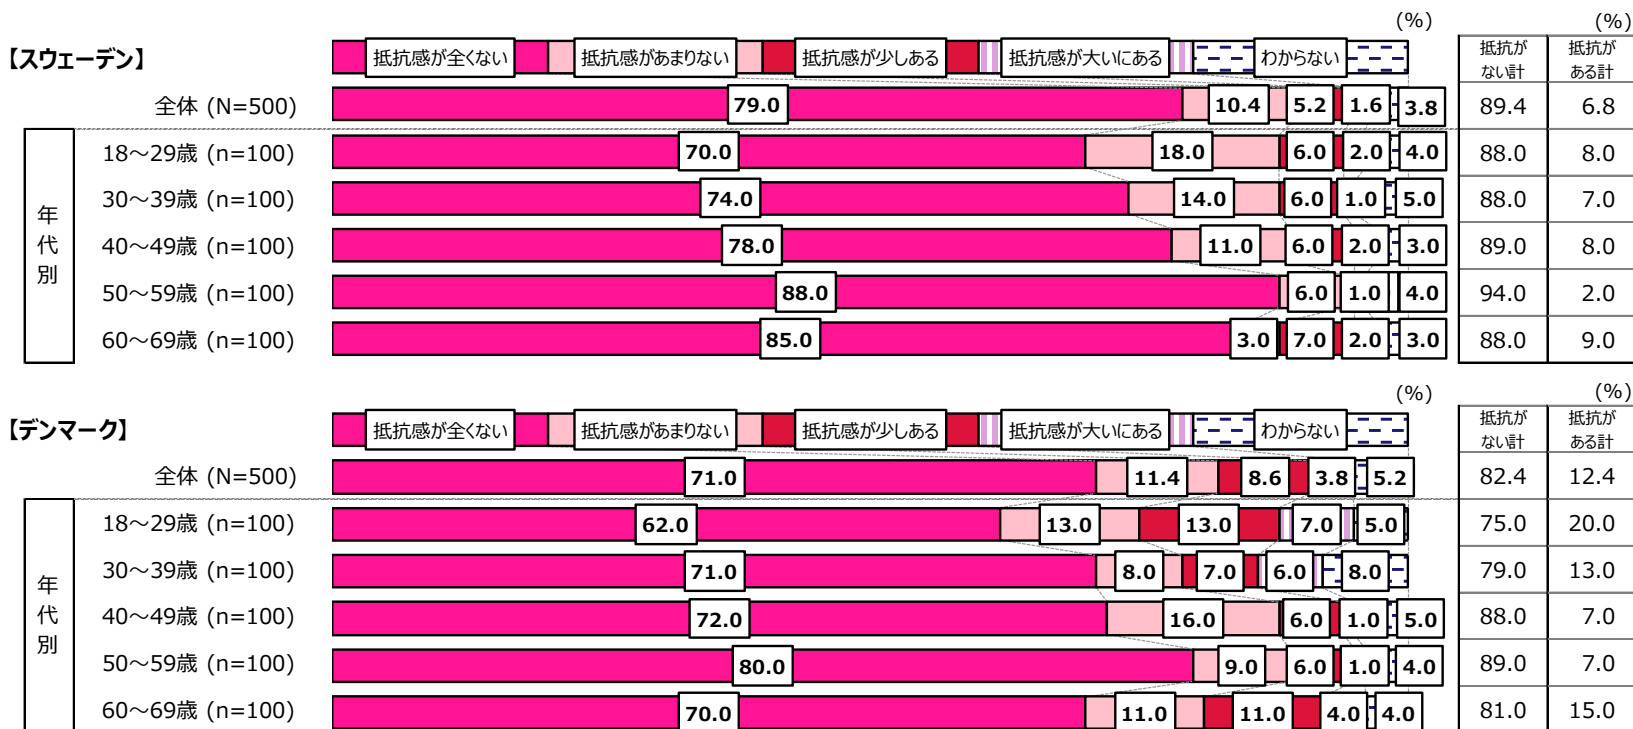 (%) (%)
【スウェーデン】 抵抗感が全くない 抵抗感があまりない 抵抗感が少しある 抵抗感が大いにある わからない 抵抗がない計 抵抗がある計
全体 (N=500) 79.0 10.4 5.2 1.6 3.8 89.4 6.8
年代別
18～29歳 (n=100) 70.0 18.0 6.0 2.0 4.0 88.0 8.0
30～39歳 (n=100) 74.0 14.0 6.0 1.0 5.0 88.0 7.0
40～49歳 (n=100) 78.0 11.0 6.0 2.0 3.0 89.0 8.0
50～59歳 (n=100) 88.0 6.0 1.0 4.0 94.0 2.0
60～69歳 (n=100) 85.0 3.0 7.0 2.0 3.0 88.0 9.0
(%) (%)
【デンマーク】 抵抗感が全くない 抵抗感があまりない 抵抗感が少しある 抵抗感が大いにある わからない 抵抗がない計 抵抗がある計
全体 (N=500) 71.0 11.4 8.6 3.8 5.2 82.4 12.4
年代別
18～29歳 (n=100) 62.0 13.0 13.0 7.0 5.0 75.0 20.0
30～39歳 (n=100) 71.0 8.0 7.0 6.0 8.0 79.0 13.0
40～49歳 (n=100) 72.0 16.0 6.0 1.0 5.0 88.0 7.0
50～59歳 (n=100) 80.0 9.0 6.0 1.0 4.0 89.0 7.0
60～69歳 (n=100) 70.0 11.0 11.0 4.0 4.0 81.0 15.0